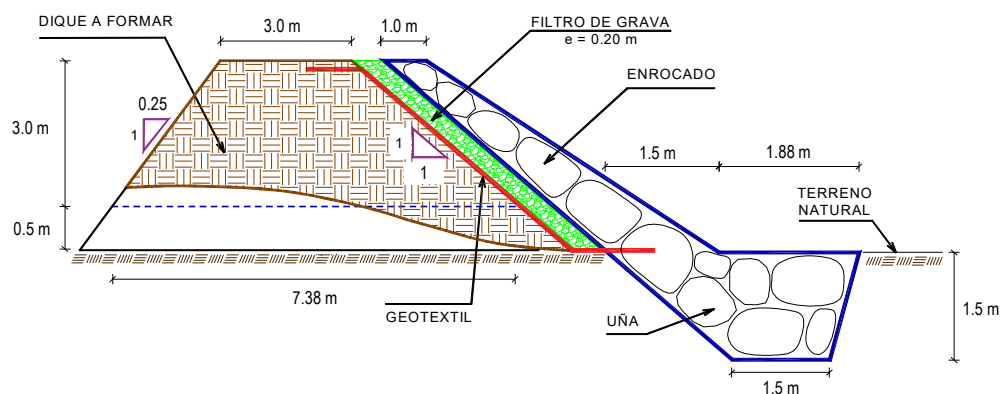 DIQUE A FORMAR
3.0 m
1.0 m
FILTRO DE GRAVA
e = 0.20 m
ENROCADO
0.25
1
3.0 m
1
1
1.5 m
1.88 m
TERRENO
NATURAL
0.5 m
7.38 m
GEOTEXTIL
UÑA
1.5 m
1.5 m